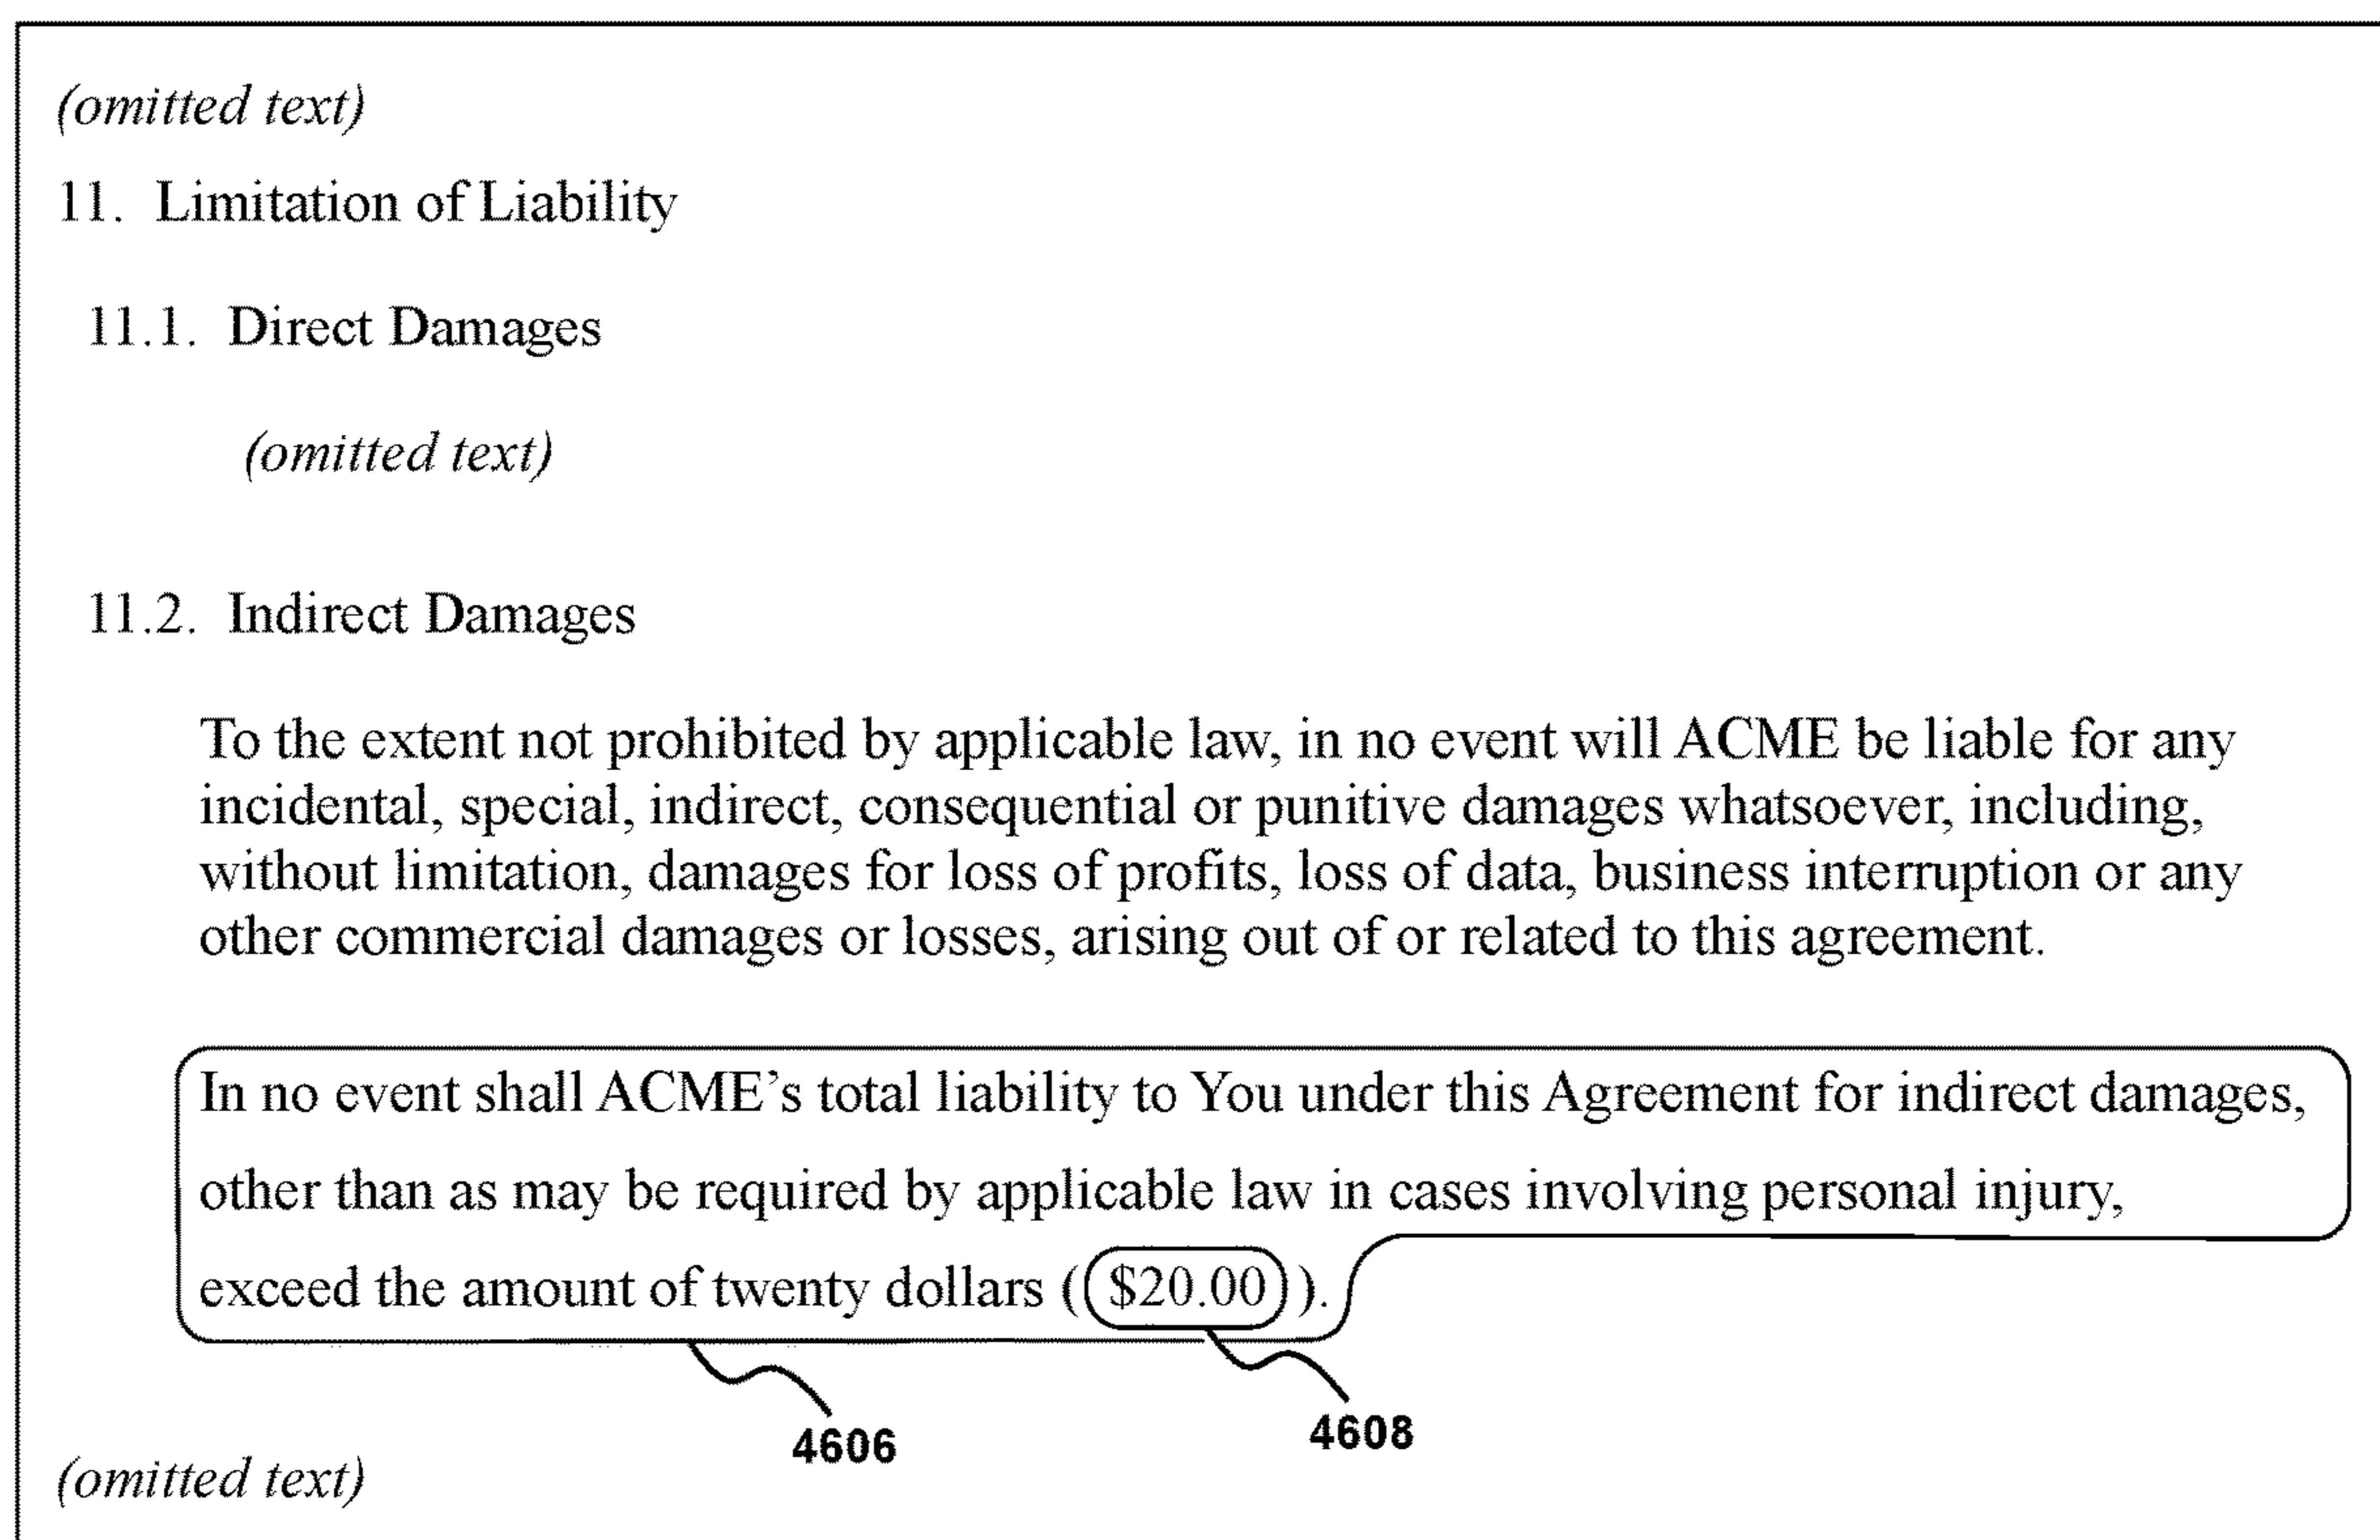 (omitted text)
11. Limitation of Liability
11.1. Direct Damages
(omitted text)
11.2. Indirect Damages
To the extent not prohibited by applicable law, in no event will ACME be liable for any
incidental, special, indirect, consequential or punitive damages whatsoever, including,
without limitation, damages for loss of profits, loss of data, business interruption or any
other commercial damages or losses, arising out of or related to this agreement.
In no event shall ACME’s total liability to You under this Agreement for indirect damages,
other than as may be required by applicable law in cases involving personal injury,
exceed the amount of twenty dollars ($20.00).
4606 4608
(omitted text)